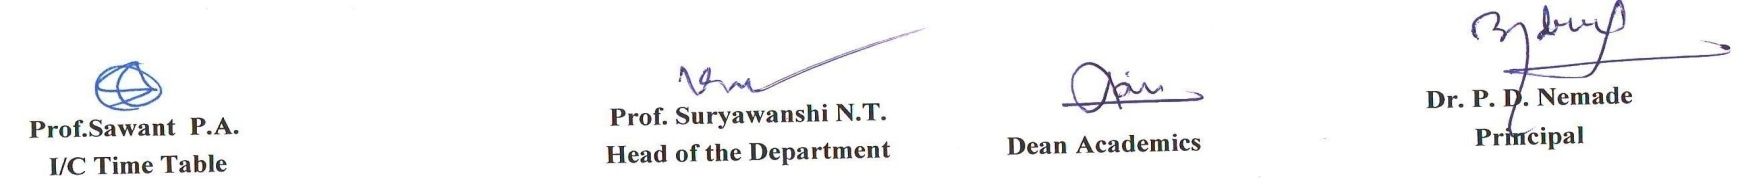 Prof.Sawant P.A.
I/C Time Table
Prof. Suryawanshi N.T.
Head of the Department
Dean Academics
Dr. P. D. Nemade
Principal